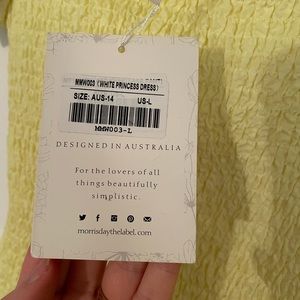 MMW003 (WHITE PRINCESS DRESS)
SIZE: AUS-14 US-L
MMW003-L
DESIGNED IN AUSTRALIA
For the lovers of all
things beautifully
simplistic.
morrisdaythelabel.com